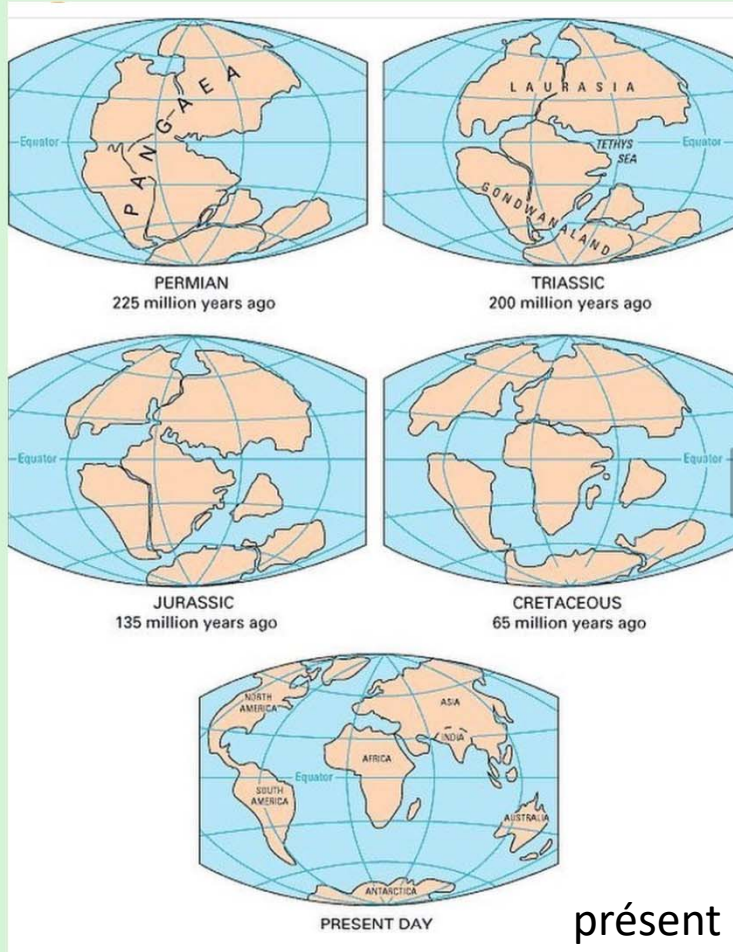 PANGAEA
Equator
PERMIAN
225 million years ago
LAURASIA
TETHYS
SEA
Equator
GONDWANALAND
TRIASSIC
200 million years ago
Equator
JURASSIC
135 million years ago
Equator
CRETACEOUS
65 million years ago
NORTH
AMERICA
ASIA
INDIA
AFRICA
Equator
SOUTH
AMERICA
AUSTRALIA
ANTARCTICA
PRESENT DAY
présent